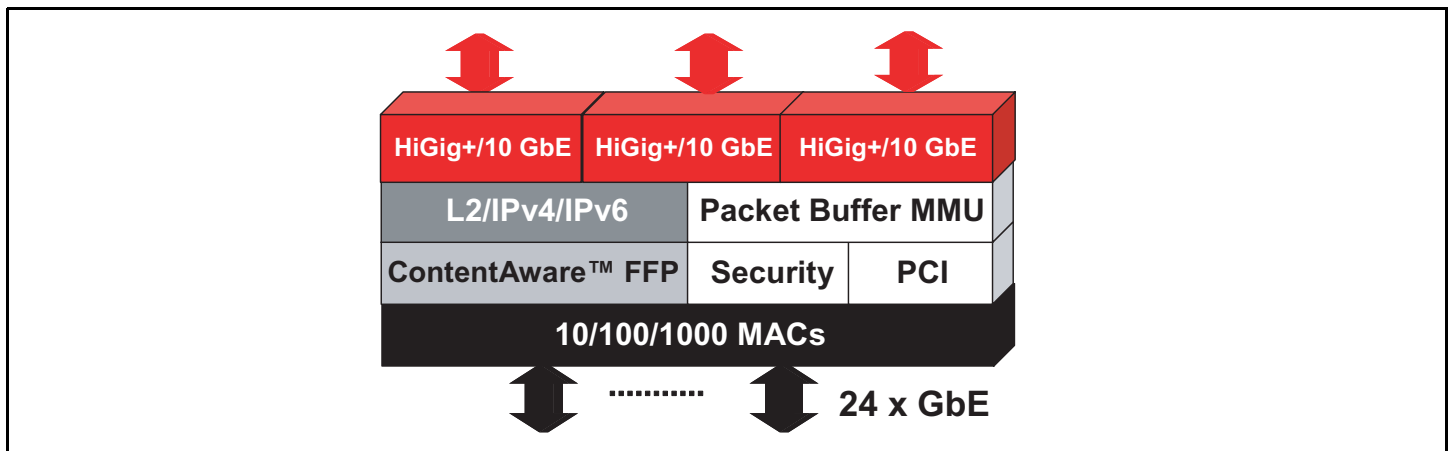 HiGig+/10 GbE HiGig+/10 GbE HiGig+/10 GbE
L2/IPv4/IPv6 Packet Buffer MMU
ContentAware™ FFP Security PCI
10/100/1000 MACs
24 x GbE